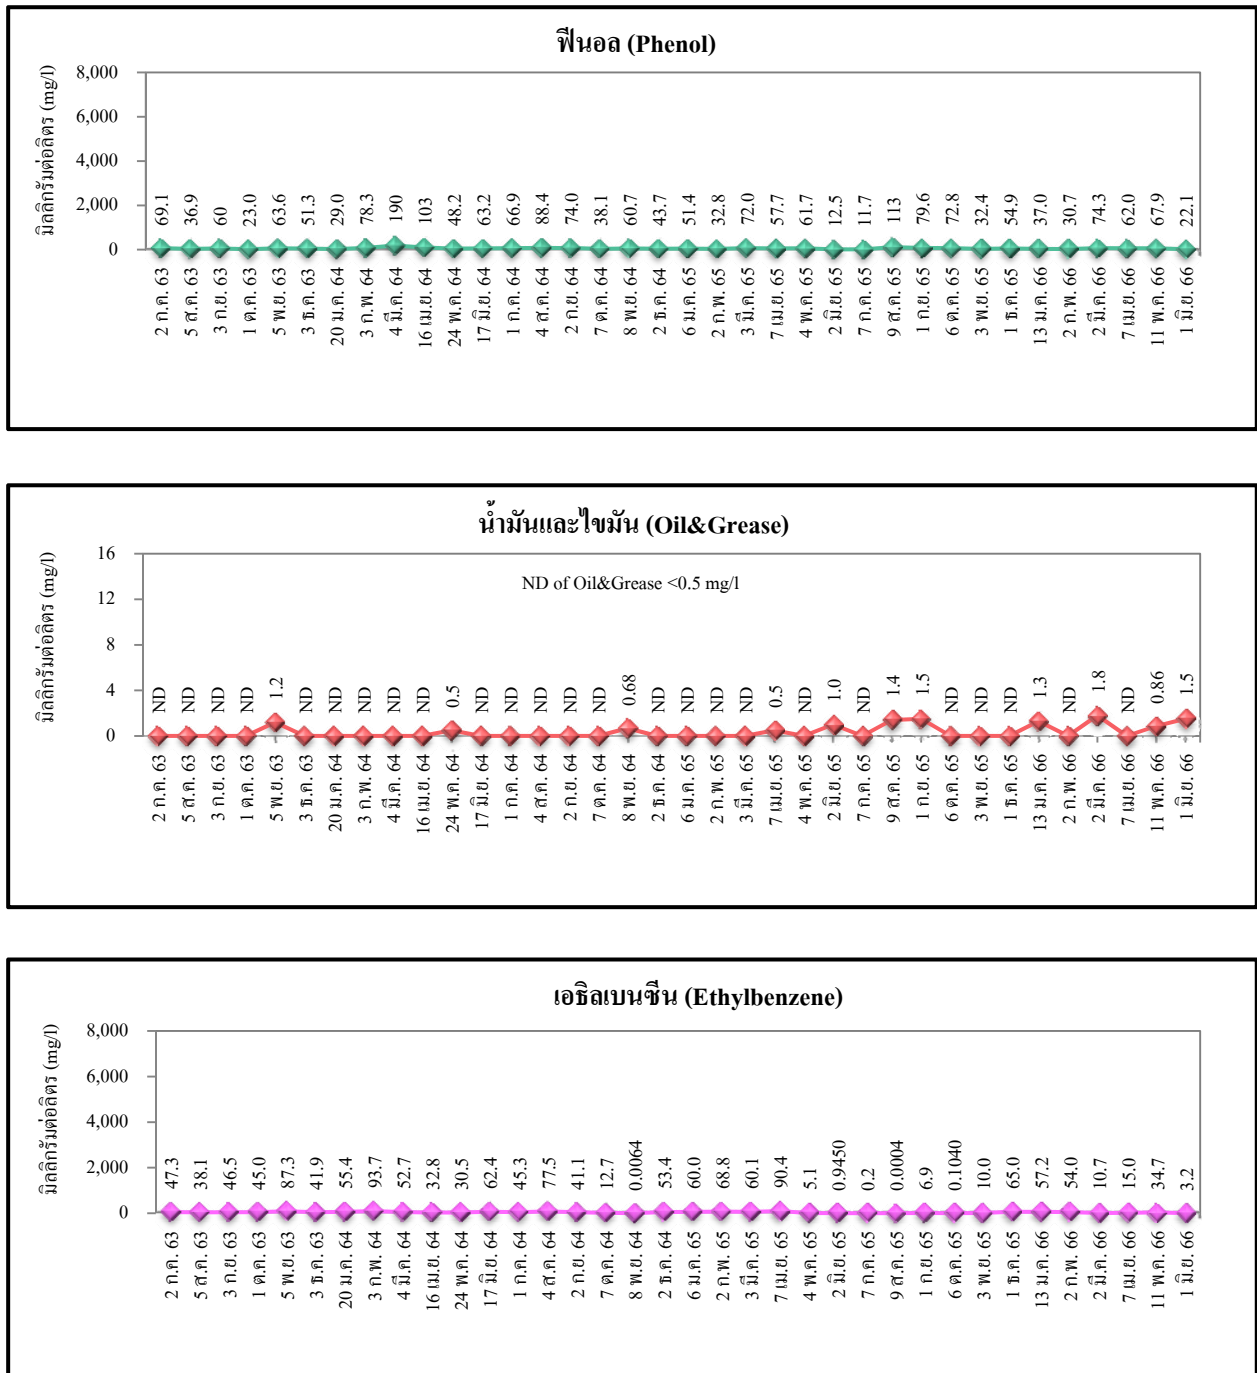 ฟีนอล (Phenol)
มิลลิกรัมต่อลิตร (mg/l)
8,000
6,000
4,000
2,000
0
69.1 36.9 60 23.0 63.6 51.3 29.0 78.3 190 103 48.2 63.2 66.9 88.4 74.0 38.1 60.7 43.7 51.4 32.8 72.0 57.7 61.7 12.5 11.7 113 79.6 72.8 32.4 54.9 37.0 30.7 74.3 62.0 67.9 22.1
2 ก.ค. 63
5 ส.ค. 63
3 ก.ย. 63
1 ต.ค. 63
5 พ.ย. 63
3 ธ.ค. 63
20 ม.ค. 64
3 ก.พ. 64
4 มี.ค. 64
16 เม.ย. 64
24 พ.ค. 64
17 มิ.ย. 64
1 ก.ค. 64
4 ส.ค. 64
2 ก.ย. 64
7 ต.ค. 64
8 พ.ย. 64
2 ธ.ค. 64
6 ม.ค. 65
2 ก.พ. 65
3 มี.ค. 65
7 เม.ย. 65
4 พ.ค. 65
2 มิ.ย. 65
7 ก.ค. 65
9 ส.ค. 65
1 ก.ย. 65
6 ต.ค. 65
3 พ.ย. 65
1 ธ.ค. 65
13 ม.ค. 66
2 ก.พ. 66
2 มี.ค. 66
7 เม.ย. 66
11 พ.ค. 66
1 มิ.ย. 66
น้ำมันและไขมัน (Oil&Grease)
มิลลิกรัมต่อลิตร (mg/l)
16
12
8
4
0
ND of Oil&Grease <0.5 mg/l
ND ND ND ND 1.2 ND ND ND ND ND 0.5 ND ND ND ND ND 0.68 ND ND ND ND 0.5 ND 1.0 ND 1.4 1.5 ND ND ND 1.3 ND 1.8 ND 0.86 1.5
2 ก.ค. 63
5 ส.ค. 63
3 ก.ย. 63
1 ต.ค. 63
5 พ.ย. 63
3 ธ.ค. 63
20 ม.ค. 64
3 ก.พ. 64
4 มี.ค. 64
16 เม.ย. 64
24 พ.ค. 64
17 มิ.ย. 64
1 ก.ค. 64
4 ส.ค. 64
2 ก.ย. 64
7 ต.ค. 64
8 พ.ย. 64
2 ธ.ค. 64
6 ม.ค. 65
2 ก.พ. 65
3 มี.ค. 65
7 เม.ย. 65
4 พ.ค. 65
2 มิ.ย. 65
7 ก.ค. 65
9 ส.ค. 65
1 ก.ย. 65
6 ต.ค. 65
3 พ.ย. 65
1 ธ.ค. 65
13 ม.ค. 66
2 ก.พ. 66
2 มี.ค. 66
7 เม.ย. 66
11 พ.ค. 66
1 มิ.ย. 66
เอธิลเบนซีน (Ethylbenzene)
มิลลิกรัมต่อลิตร (mg/l)
8,000
6,000
4,000
2,000
0
47.3 38.1 46.5 45.0 87.3 41.9 55.4 93.7 52.7 32.8 30.5 62.4 45.3 77.5 41.1 12.7 0.0064 53.4 60.0 68.8 60.1 90.4 5.1 0.9450 0.2 0.0004 6.9 0.1040 10.0 65.0 57.2 54.0 10.7 15.0 34.7 3.2
2 ก.ค. 63
5 ส.ค. 63
3 ก.ย. 63
1 ต.ค. 63
5 พ.ย. 63
3 ธ.ค. 63
20 ม.ค. 64
3 ก.พ. 64
4 มี.ค. 64
16 เม.ย. 64
24 พ.ค. 64
17 มิ.ย. 64
1 ก.ค. 64
4 ส.ค. 64
2 ก.ย. 64
7 ต.ค. 64
8 พ.ย. 64
2 ธ.ค. 64
6 ม.ค. 65
2 ก.พ. 65
3 มี.ค. 65
7 เม.ย. 65
4 พ.ค. 65
2 มิ.ย. 65
7 ก.ค. 65
9 ส.ค. 65
1 ก.ย. 65
6 ต.ค. 65
3 พ.ย. 65
1 ธ.ค. 65
13 ม.ค. 66
2 ก.พ. 66
2 มี.ค. 66
7 เม.ย. 66
11 พ.ค. 66
1 มิ.ย. 66